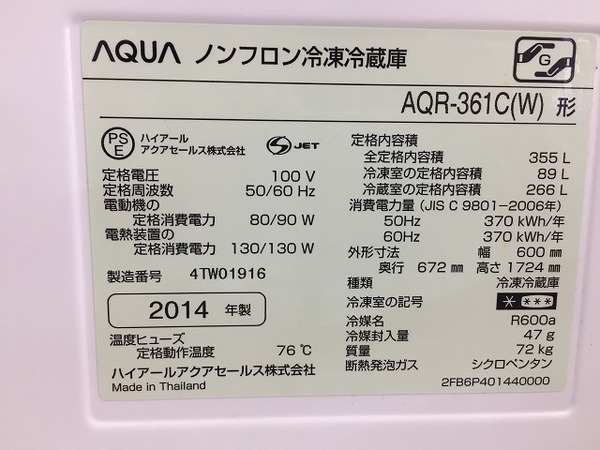 AQUA ノンフロン冷凍冷蔵庫
G
AQR-361C(W) 形
PS E ハイアール
アクアセールス株式会社 S JET
定格電圧 100 V
定格周波数 50/60 Hz
電動機の
定格消費電力 80/90 W
電熱装置の
定格消費電力 130/130 W
製造番号 4TW01916
2014 年製
温度ヒューズ
定格動作温度 76 ℃
ハイアールアクアセールス株式会社
Made in Thailand
定格内容積
全定格内容積 355 L
冷凍室の定格内容積 89 L
冷蔵室の定格内容積 266 L
消費電力量 (JIS C 9801-2006年)
50Hz 370 kWh/年
60Hz 370 kWh/年
外形寸法 幅 600 ㎜
奥行 672 ㎜ 高さ 1724 ㎜
種類 冷凍冷蔵庫
冷凍室の記号 * ***
冷媒名 R600a
冷媒封入量 47 g
質量 72 kg
断熱発泡ガス シクロペンタン
2FB6P401440000